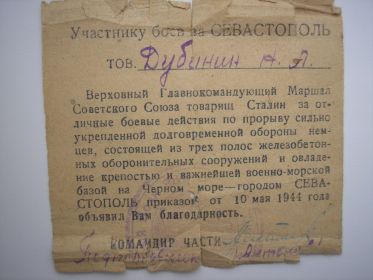 Участнику боев за СЕВАСТОПОЛЬ
тов. Дубинин А. П.
Верховный Главнокомандующий Маршал
Советского Союза товарищ Сталин за от-
личные боевые действия по прорыву сильно
укрепленной долговременной обороны нем-
цев, состоящей из трех полос железобетон-
ных оборонительных сооружений и овладе-
ние крепостью и важнейшей военно-морской
базой на Черном море—городом СЕВА-
СТОПОЛЬ приказом от 10 мая 1944 года
объявил Вам благодарность.
КОМАНДИР ЧАСТИ